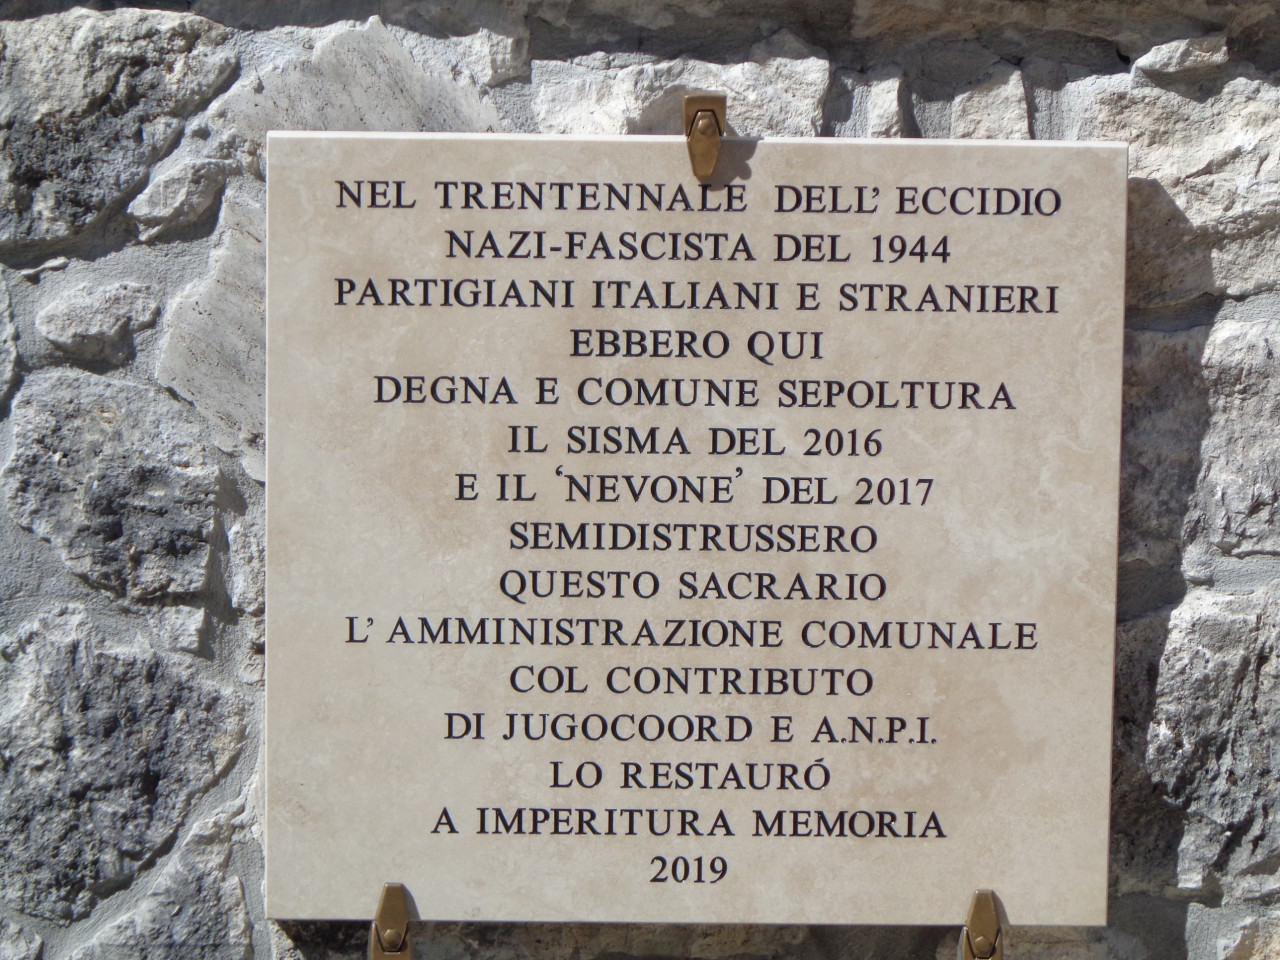 NEL TRENTENNALE DELL' ECCIDIO
NAZI-FASCISTA DEL 1944
PARTIGIANI ITALIANI E STRANIERI
EBBERO QUI
DEGNA E COMUNE SEPOLTURA
IL SISMA DEL 2016
E IL ‘NEVONE’ DEL 2017
SEMIDISTRUSSERO
QUESTO SACRARIO
L’ AMMINISTRAZIONE COMUNALE
COL CONTRIBUTO
DI JUGOCOORD E A.N.P.I.
LO RESTAURÓ
A IMPERITURA MEMORIA
2019